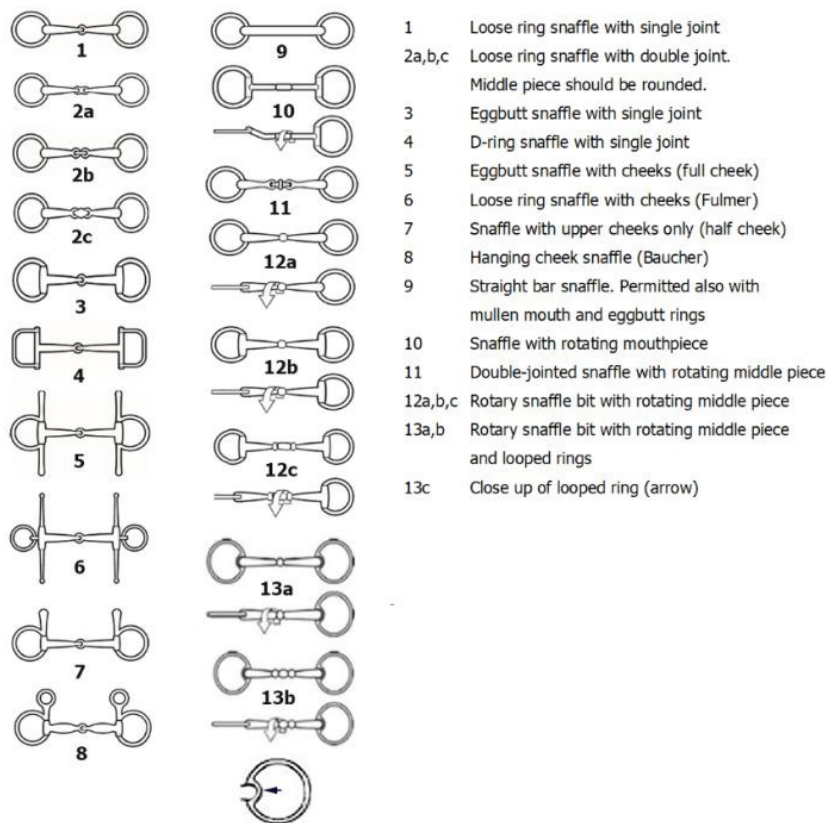 1
2a
2b
2c
3
4
5
6
7
8
9
10
11
12a
12b
12c
13a
13b
1 Loose ring snaffle with single joint
2a,b,c Loose ring snaffle with double joint.
Middle piece should be rounded.
3 Eggbutt snaffle with single joint
4 D-ring snaffle with single joint
5 Eggbutt snaffle with cheeks (full cheek)
6 Loose ring snaffle with cheeks (Fulmer)
7 Snaffle with upper cheeks only (half cheek)
8 Hanging cheek snaffle (Baucher)
9 Straight bar snaffle. Permitted also with
mullen mouth and eggbutt rings
10 Snaffle with rotating mouthpiece
11 Double-jointed snaffle with rotating middle piece
12a,b,c Rotary snaffle bit with rotating middle piece
13a,b Rotary snaffle bit with rotating middle piece
and looped rings
13c Close up of looped ring (arrow)